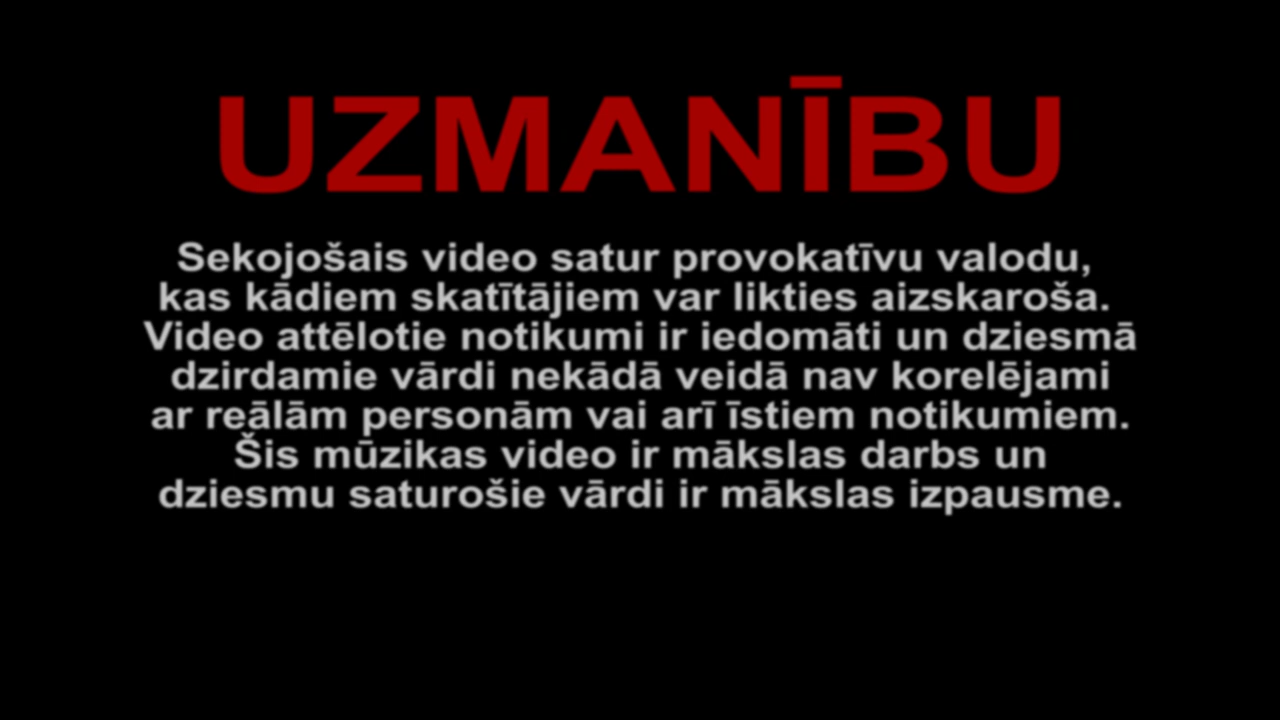 UZMANĪBU
Sekojošais video satur provokatīvu valodu,
kas kādiem skatītājiem var likties aizskaroša.
Video attēlotie notikumi ir iedomāti un dziesmā
dzirdamie vārdi nekādā veidā nav korelējami
ar reālām personām vai arī īstiem notikumiem.
Šis mūzikas video ir mākslas darbs un
dziesmu saturošie vārdi ir mākslas izpausme.